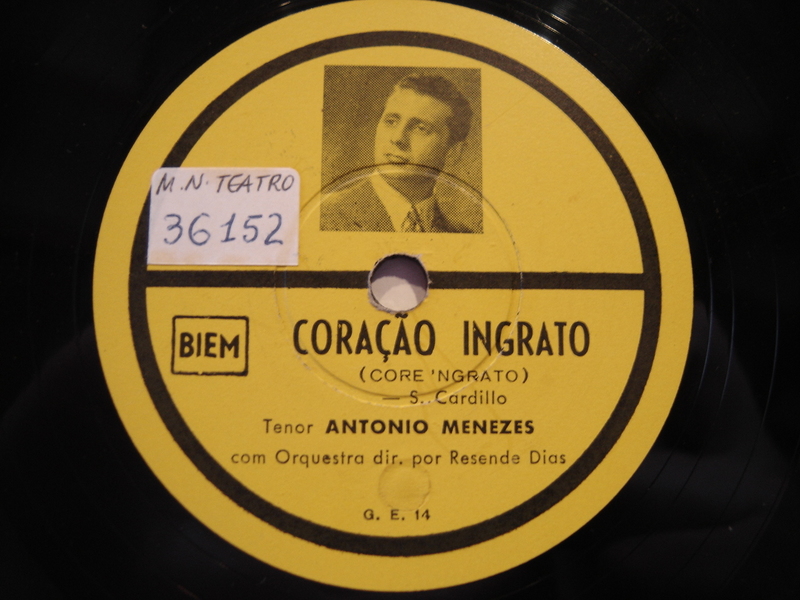 M.N. TEATRO
36152
BIEM
CORAÇÃO INGRATO
(CORE 'NGRATO)
— S. Cardillo
Tenor ANTONIO MENEZES
com Orquestra dir. por Resende Dias
G. E. 14